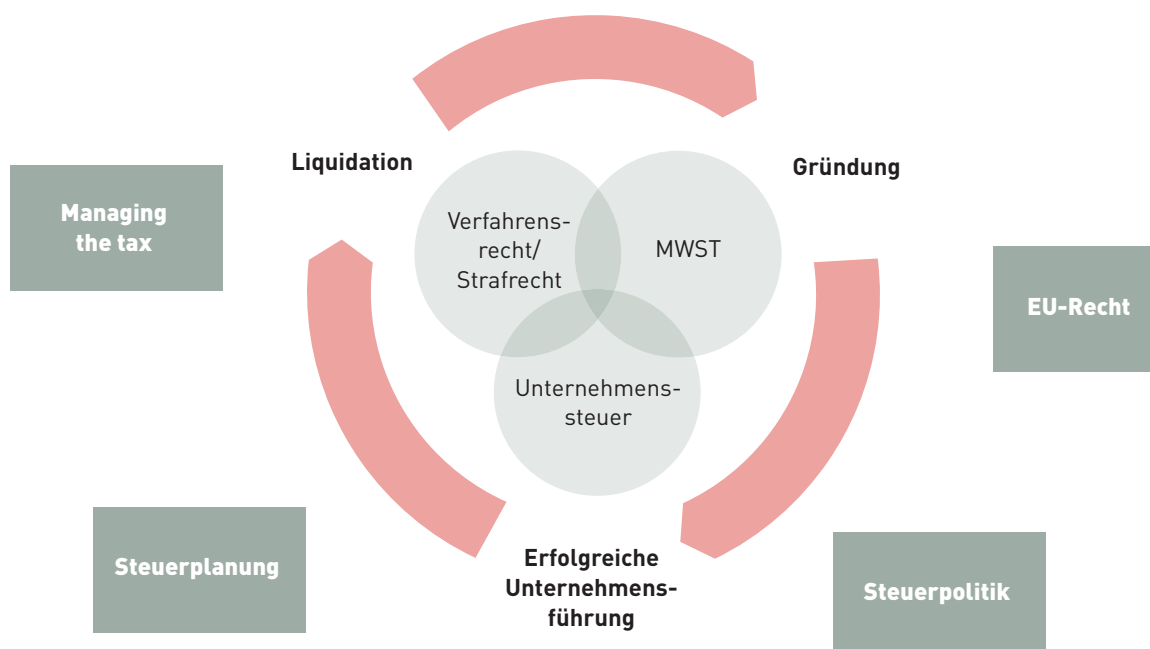 Liquidation
Gründung
Managing
the tax
Verfahrens-
recht/
Strafrecht
MWST
EU-Recht
Unternehmens-
steuer
Steuerplanung
Erfolgreiche
Unternehmens-
führung
Steuerpolitik